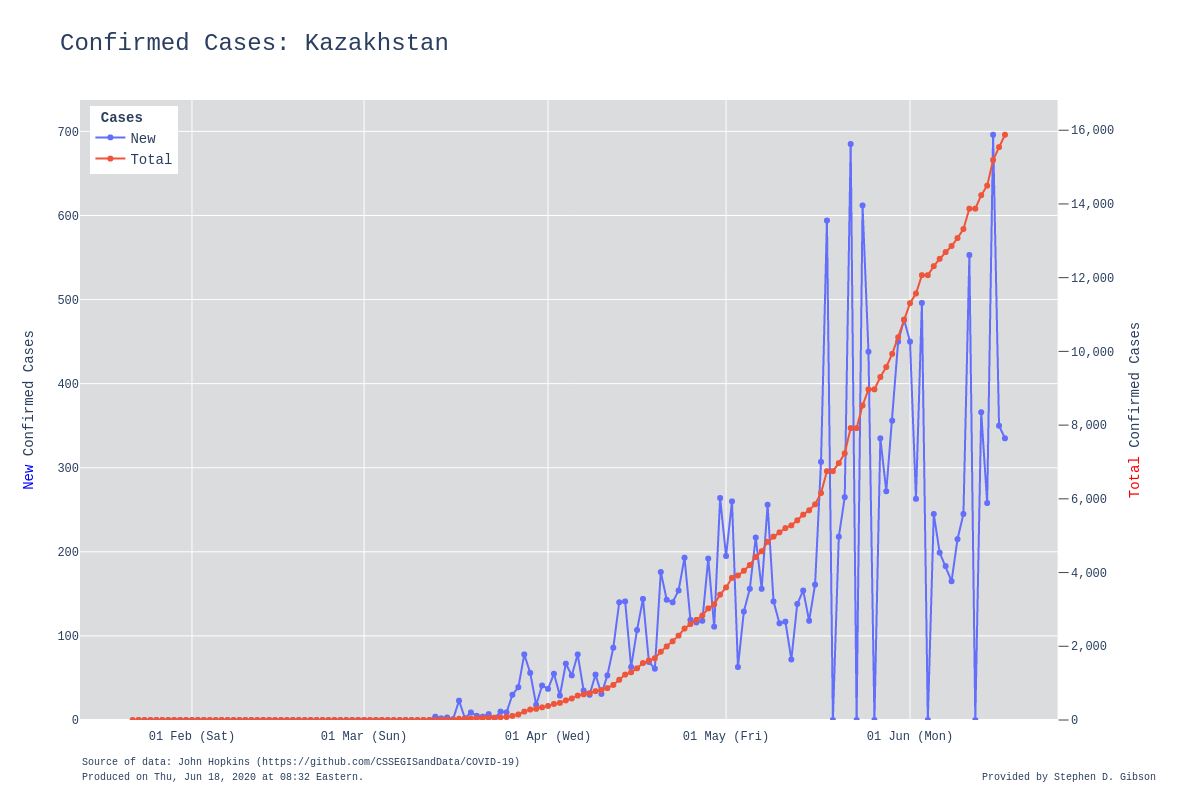 Confirmed Cases: Kazakhstan
Cases
New
Total
700
600
500
400
300
200
100
0
New Confirmed Cases
16,000
14,000
12,000
10,000
8,000
6,000
4,000
2,000
0
Total Confirmed Cases
01 Feb (Sat)
01 Mar (Sun)
01 Apr (Wed)
01 May (Fri)
01 Jun (Mon)
Source of data: John Hopkins (https://github.com/CSSEGISandData/COVID-19)
Produced on Thu, Jun 18, 2020 at 08:32 Eastern.
Provided by Stephen D. Gibson